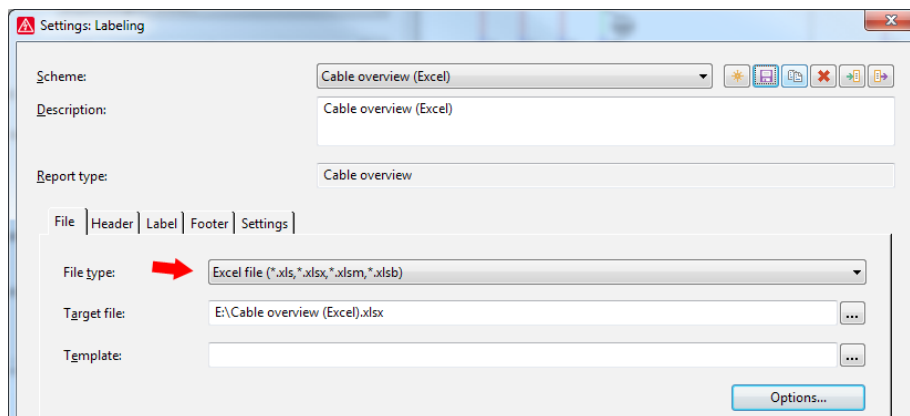 Settings: Labeling
Scheme:
Cable overview (Excel)
Description:
Cable overview (Excel)
Report type:
Cable overview
File Header Label Footer Settings
File type:
Excel file (*.xls,*.xlsx,*.xlsm,*.xlsb)
Target file:
E:\Cable overview (Excel).xlsx
...
Template:
...
Options...